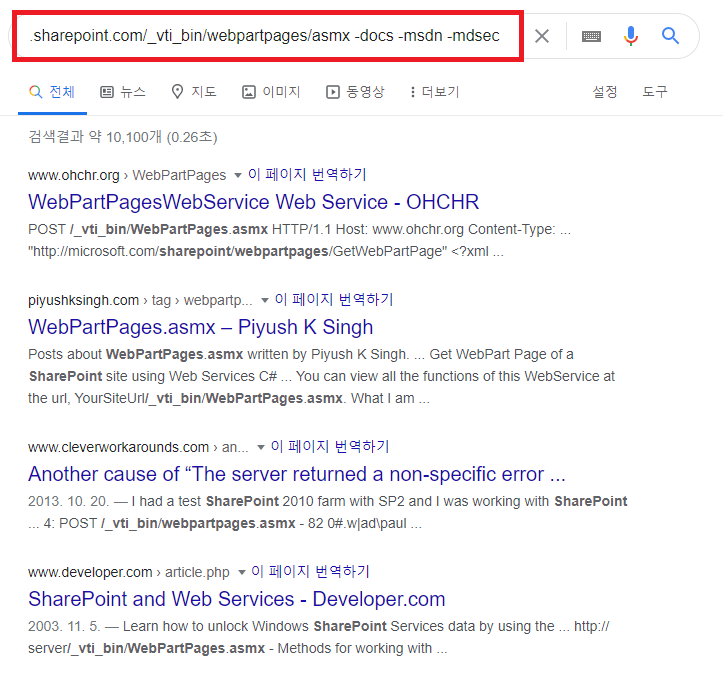 .sharepoint.com/_vti_bin/webpartpages/asmx -docs -msdn -mdsec
전체 뉴스 지도 이미지 동영상 더보기 설정 도구
검색결과 약 10,100개 (0.26초)
www.ohchr.org › WebPartPages 이 페이지 번역하기
WebPartPagesWebService Web Service - OHCHR
POST /_vti_bin/WebPartPages.asmx HTTP/1.1 Host: www.ohchr.org Content-Type: ...
"http://microsoft.com/sharepoint/webpartpages/GetWebPartPage" <?xml ...
piyushksingh.com › tag › webpartp... 이 페이지 번역하기
WebPartPages.asmx – Piyush K Singh
Posts about WebPartPages.asmx written by Piyush K Singh. ... Get WebPart Page of a
SharePoint site using Web Services C# ... You can view all the functions of this WebService at
the url, YourSiteUrl/_vti_bin/WebPartPages.asmx. What I am ...
www.cleverworkarounds.com › an... 이 페이지 번역하기
Another cause of “The server returned a non-specific error ...
2013. 10. 20. — I had a test SharePoint 2010 farm with SP2 and I was working with SharePoint
... 4: POST /_vti_bin/webpartpages.asmx - 82 0#.w|ad\paul ...
www.developer.com › article.php 이 페이지 번역하기
SharePoint and Web Services - Developer.com
2003. 11. 5. — Learn how to unlock Windows SharePoint Services data by using the ... http://
server/_vti_bin/WebPartPages.asmx - Methods for working with ...